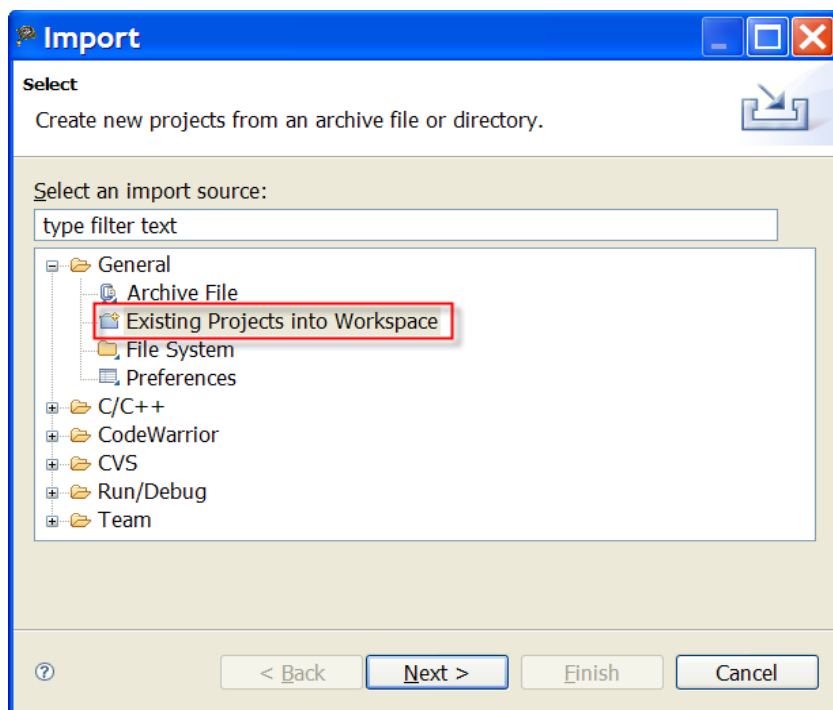 Import
Select
Create new projects from an archive file or directory.
Select an import source:
type filter text
General
Archive File
Existing Projects into Workspace
File System
Preferences
C/C++
CodeWarrior
CVS
Run/Debug
Team
? < Back Next > Finish Cancel